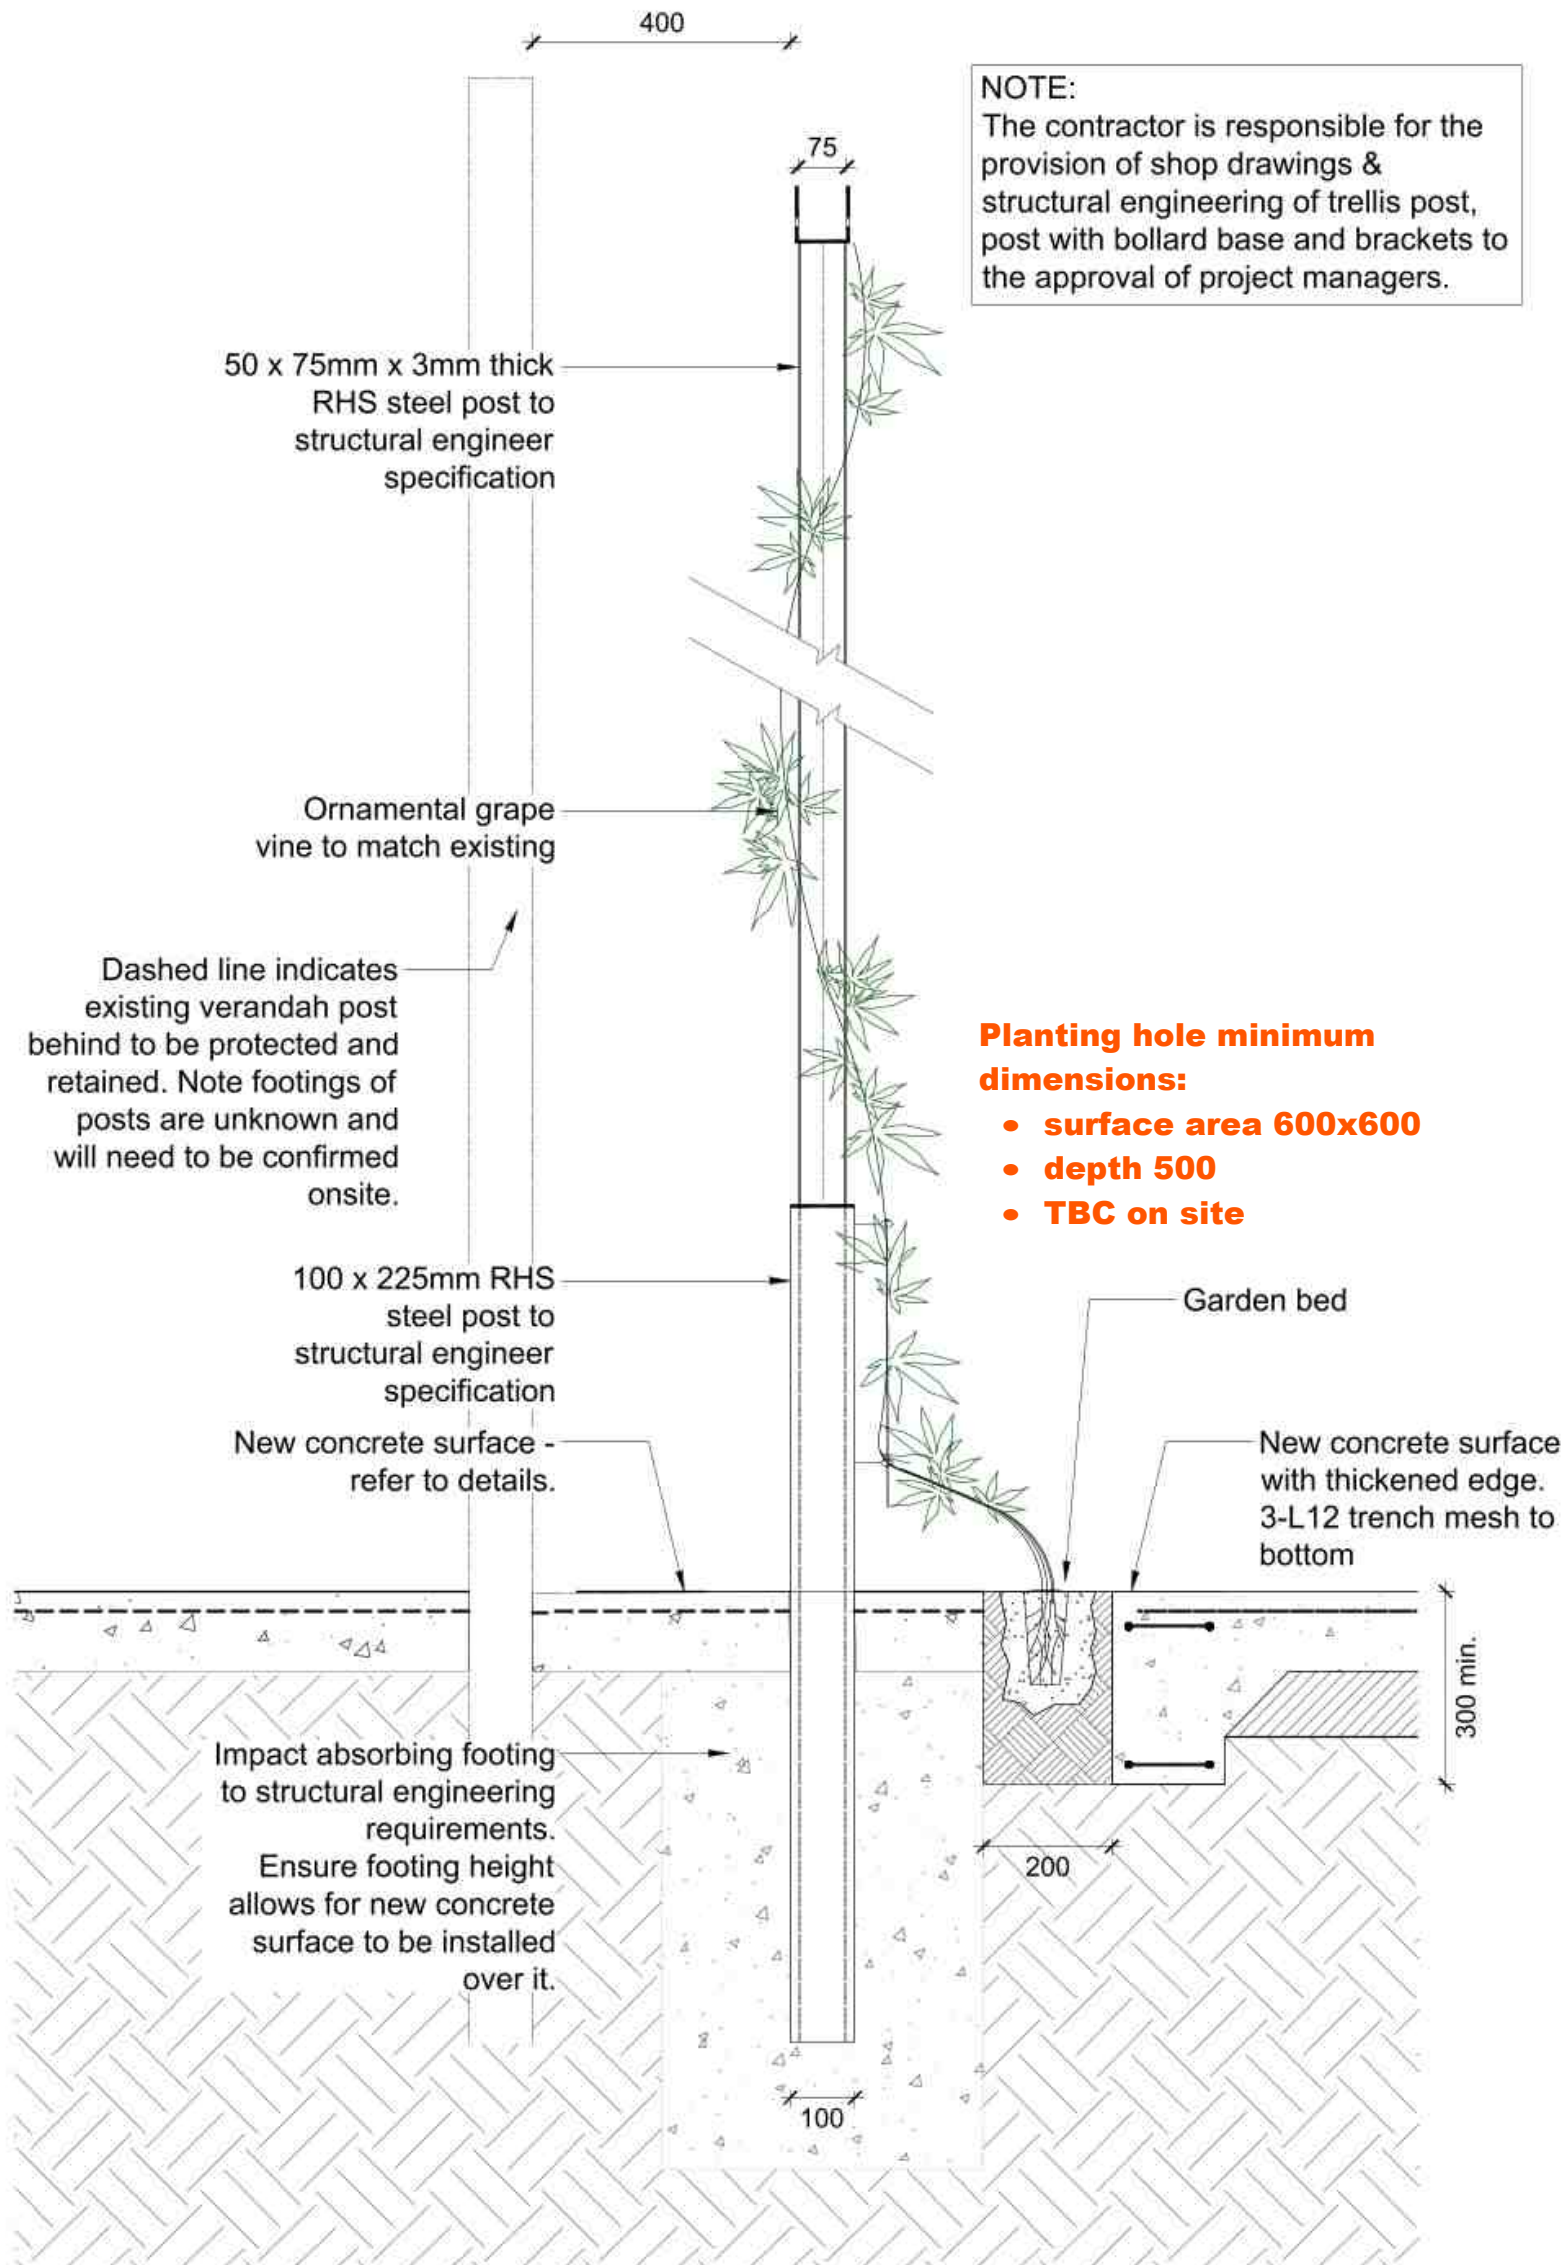 400
NOTE:
The contractor is responsible for the
provision of shop drawings &
structural engineering of trellis post,
post with bollard base and brackets to
the approval of project managers.
75
50 x 75mm x 3mm thick
RHS steel post to
structural engineer
specification
Ornamental grape
vine to match existing
Dashed line indicates
existing verandah post
behind to be protected and
retained. Note footings of
posts are unknown and
will need to be confirmed
onsite.
Planting hole minimum
dimensions:
• surface area 600x600
• depth 500
• TBC on site
100 x 225mm RHS
steel post to
structural engineer
specification
Garden bed
New concrete surface -
refer to details.
New concrete surface
with thickened edge.
3-L12 trench mesh to
bottom
300 min.
Impact absorbing footing
to structural engineering
requirements.
Ensure footing height
allows for new concrete
surface to be installed
over it.
200
100